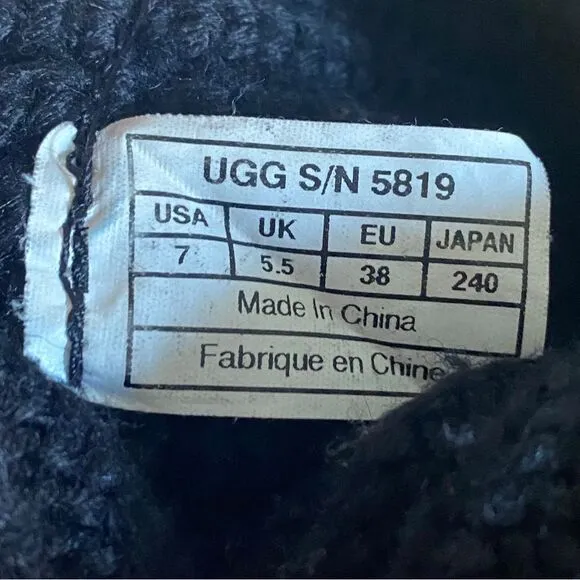 UGG S/N 5819
USA UK EU JAPAN
7 5.5 38 240
Made In China
Fabrique en Chine